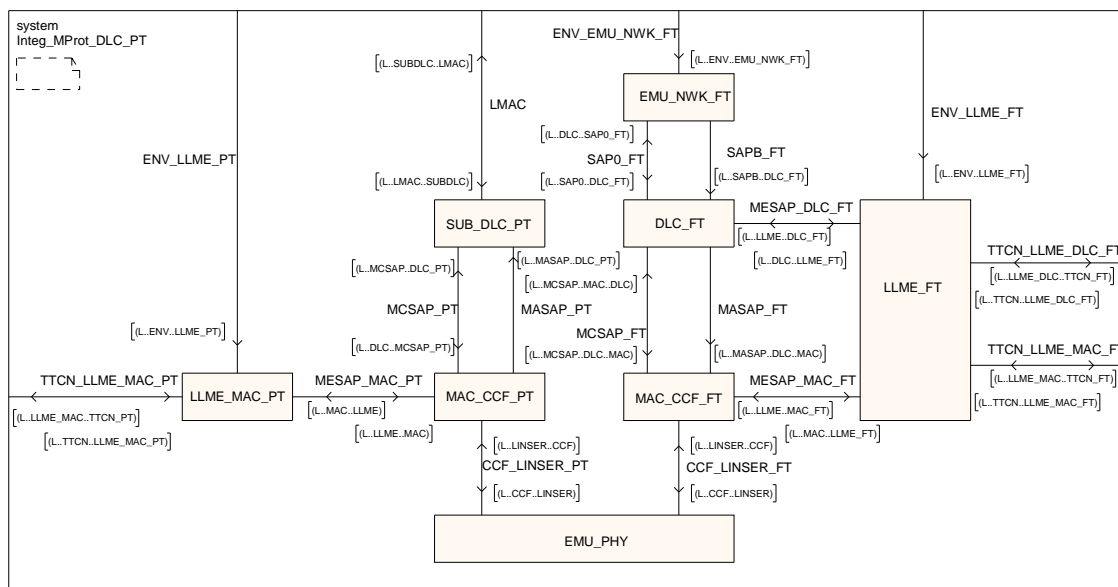 system
Integ_MProt_DLC_PT
ENV_EMU_NWK_FT
[(L..SUBDLC..LMAC)]
[(L..ENV..EMU_NWK_FT)]
EMU_NWK_FT
LMAC
ENV_LLME_FT
[(L..DLC..SAP0_FT)]
ENV_LLME_PT
SAP0_FT
SAPB_FT
[(L..LMAC..SUBDLC)]
[(L..SAP0..DLC_FT)]
[(L..SAPB..DLC_FT)]
[(L..ENV..LLME_FT)]
SUB_DLC_PT
DLC_FT
MESAP_DLC_FT
[(L..LLME..DLC_FT)]
[(L..DLC..LLME_FT)]
TTCN_LLME_DLC_FT
[(L..MCSAP..DLC_PT)]
[(L..MASAP..DLC_PT)]
[(L..MCSAP..MAC..DLC)]
[(L..LLME_DLC..TTCN_FT)]
[(L..TTCN..LLME_DLC_FT)]
LLME_FT
MCSAP_PT
MASAP_PT
MCSAP_FT
MASAP_FT
[(L..ENV..LLME_PT)]
[(L..DLC..MCSAP_PT)]
[(L..MCSAP..DLC..MAC)]
[(L..MASAP..DLC..MAC)]
TTCN_LLME_MAC_FT
[(L..LLME_MAC..TTCN_FT)]
[(L..TTCN..LLME_MAC_FT)]
TTCN_LLME_MAC_PT
LLME_MAC_PT
MESAP_MAC_PT
MAC_CCF_PT
MAC_CCF_FT
MESAP_MAC_FT
[(L..LLME_MAC..TTCN_PT)]
[(L..TTCN..LLME_MAC_PT)]
[(L..MAC..LLME)]
[(L..LLME..MAC)]
[(L..LLME..MAC_FT)]
[(L..MAC..LLME_FT)]
[(L..LINSER..CCF)]
[(L..LINSER..CCF)]
CCF_LINSER_PT
CCF_LINSER_FT
[(L..CCF..LINSER)]
[(L..CCF..LINSER)]
EMU_PHY